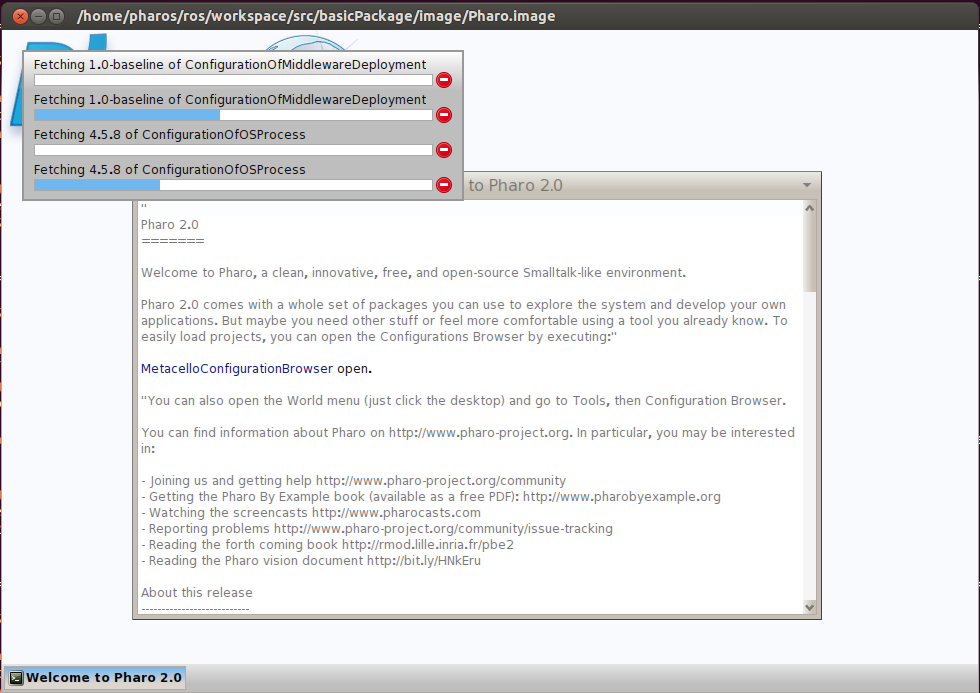 /home/pharos/ros/workspace/src/basicPackage/image/Pharo.image
Fetching 1.0-baseline of ConfigurationOfMiddlewareDeployment
Fetching 1.0-baseline of ConfigurationOfMiddlewareDeployment
Fetching 4.5.8 of ConfigurationOfOSProcess
Fetching 4.5.8 of ConfigurationOfOSProcess
to Pharo 2.0
"
Pharo 2.0
=======
Welcome to Pharo, a clean, innovative, free, and open-source Smalltalk-like environment.
Pharo 2.0 comes with a whole set of packages you can use to explore the system and develop your own
applications. But maybe you need other stuff or feel more comfortable using a tool you already know. To
easily load projects, you can open the Configurations Browser by executing:"
MetacelloConfigurationBrowser open.
"You can also open the World menu (just click the desktop) and go to Tools, then Configuration Browser.
You can find information about Pharo on http://www.pharo-project.org. In particular, you may be interested
in:
- Joining us and getting help http://www.pharo-project.org/community
- Getting the Pharo By Example book (available as a free PDF): http://www.pharobyexample.org
- Watching the screencasts http://www.pharocasts.com
- Reporting problems http://www.pharo-project.org/community/issue-tracking
- Reading the forth coming book http://rmod.lille.inria.fr/pbe2
- Reading the Pharo vision document http://bit.ly/HNkEru
About this release
---------------------------
Welcome to Pharo 2.0